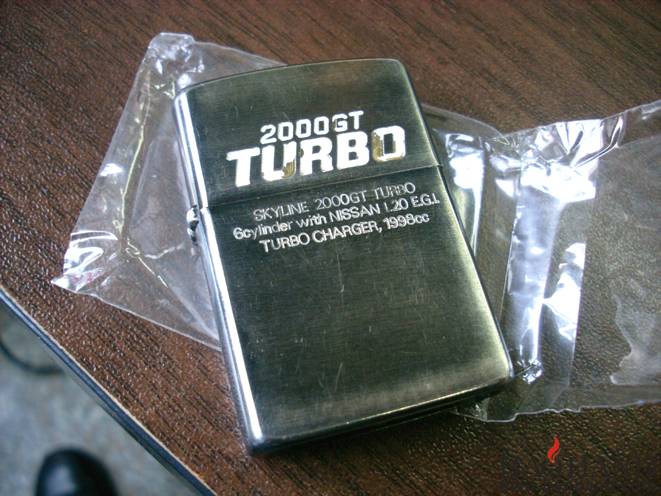 2000GT
TURBO
SKYLINE 2000GT TURBO
6cylinder with NISSAN L20 E.G.I.
TURBO CHARGER, 1998cc